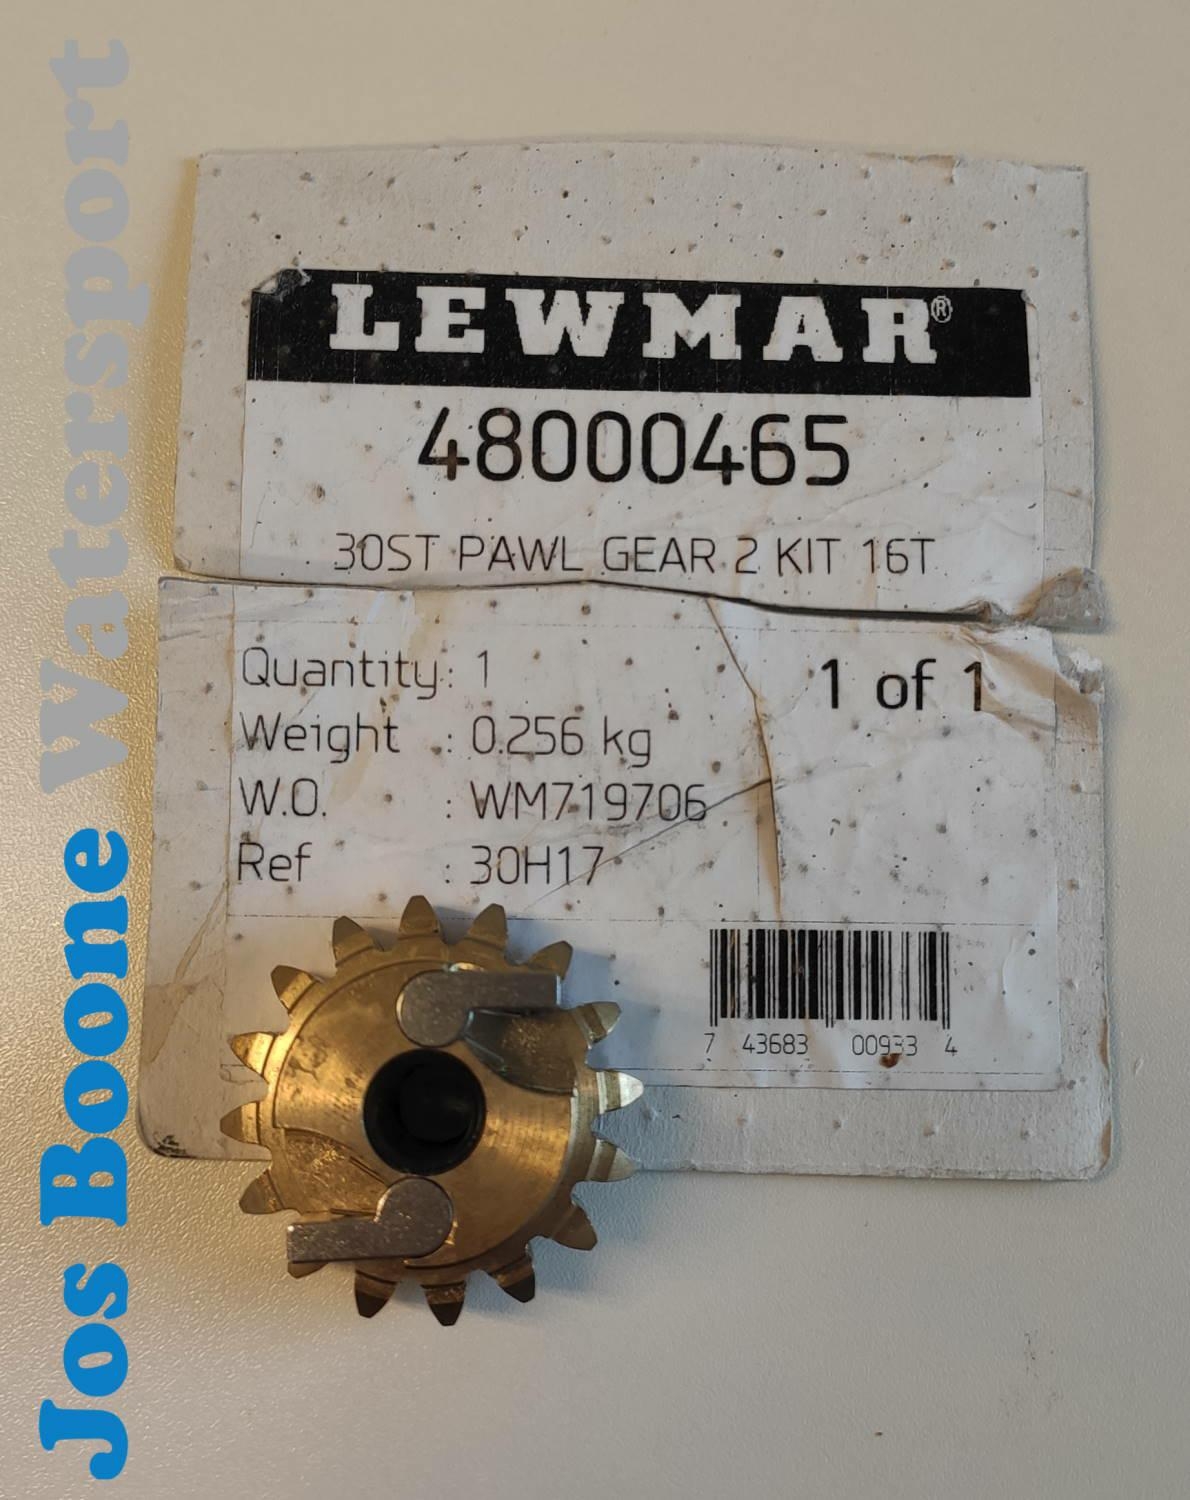 LEWMAR®
48000465
30ST PAWL GEAR 2 KIT 16T
Quantity: 1
1 of 1
Weight : 0.256 kg
W.O. : WM719706
Ref : 30H17
7 43683 00933 4
Jos Boone Watersport